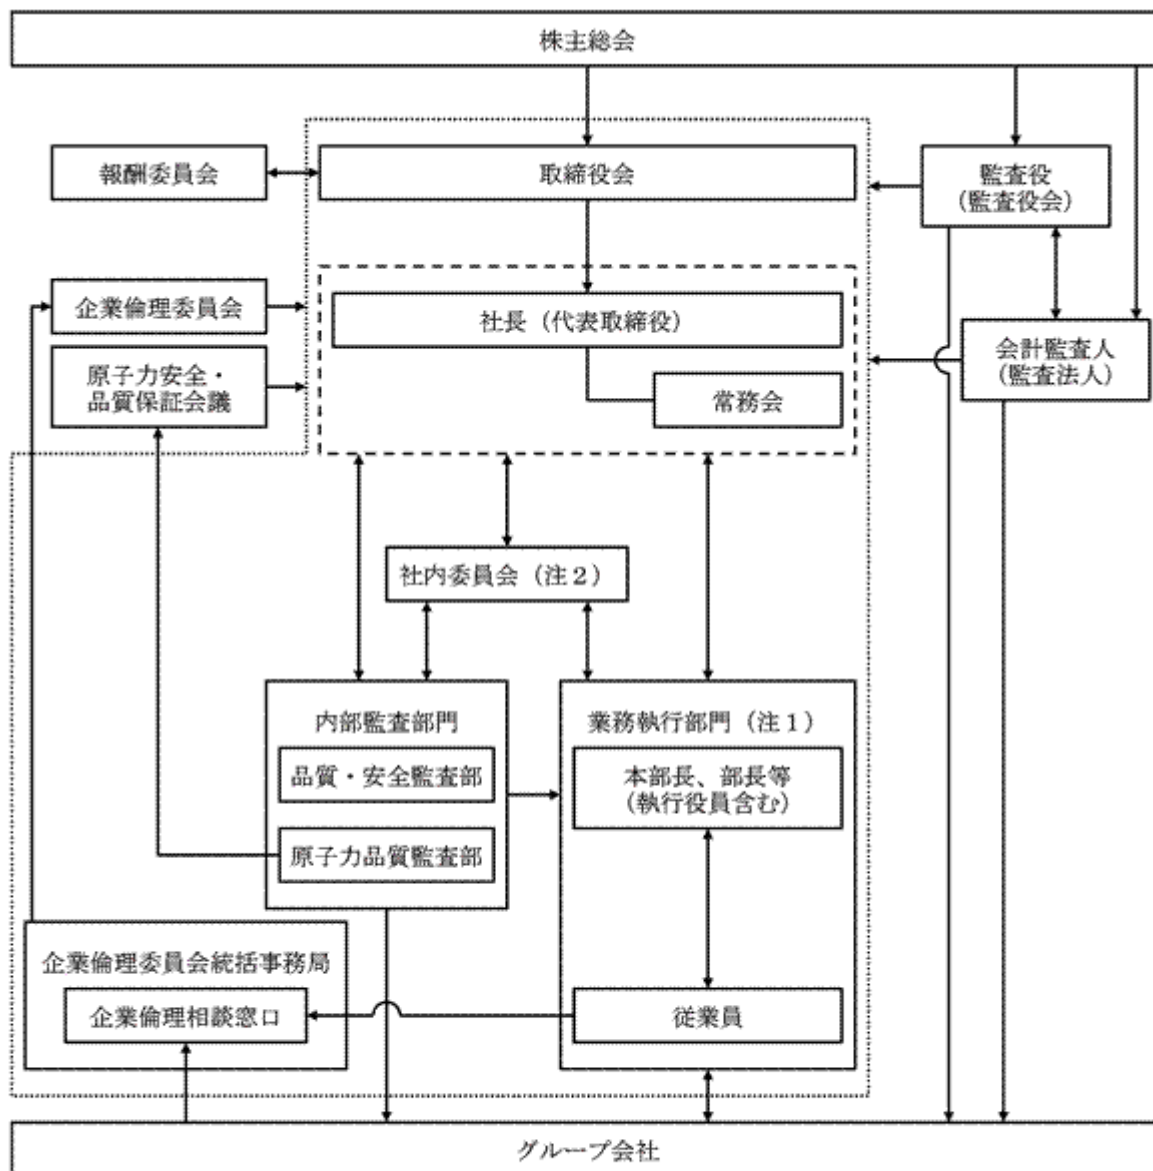 株主総会
報酬委員会
取締役会
監査役
(監査役会)
企業倫理委員会
社長（代表取締役）
原子力安全・
品質保証会議
常務会
会計監査人
(監査法人)
社内委員会（注２）
内部監査部門
品質・安全監査部
原子力品質監査部
業務執行部門（注１）
本部長、部長等
(執行役員含む)
企業倫理委員会統括事務局
企業倫理相談窓口
従業員
グループ会社